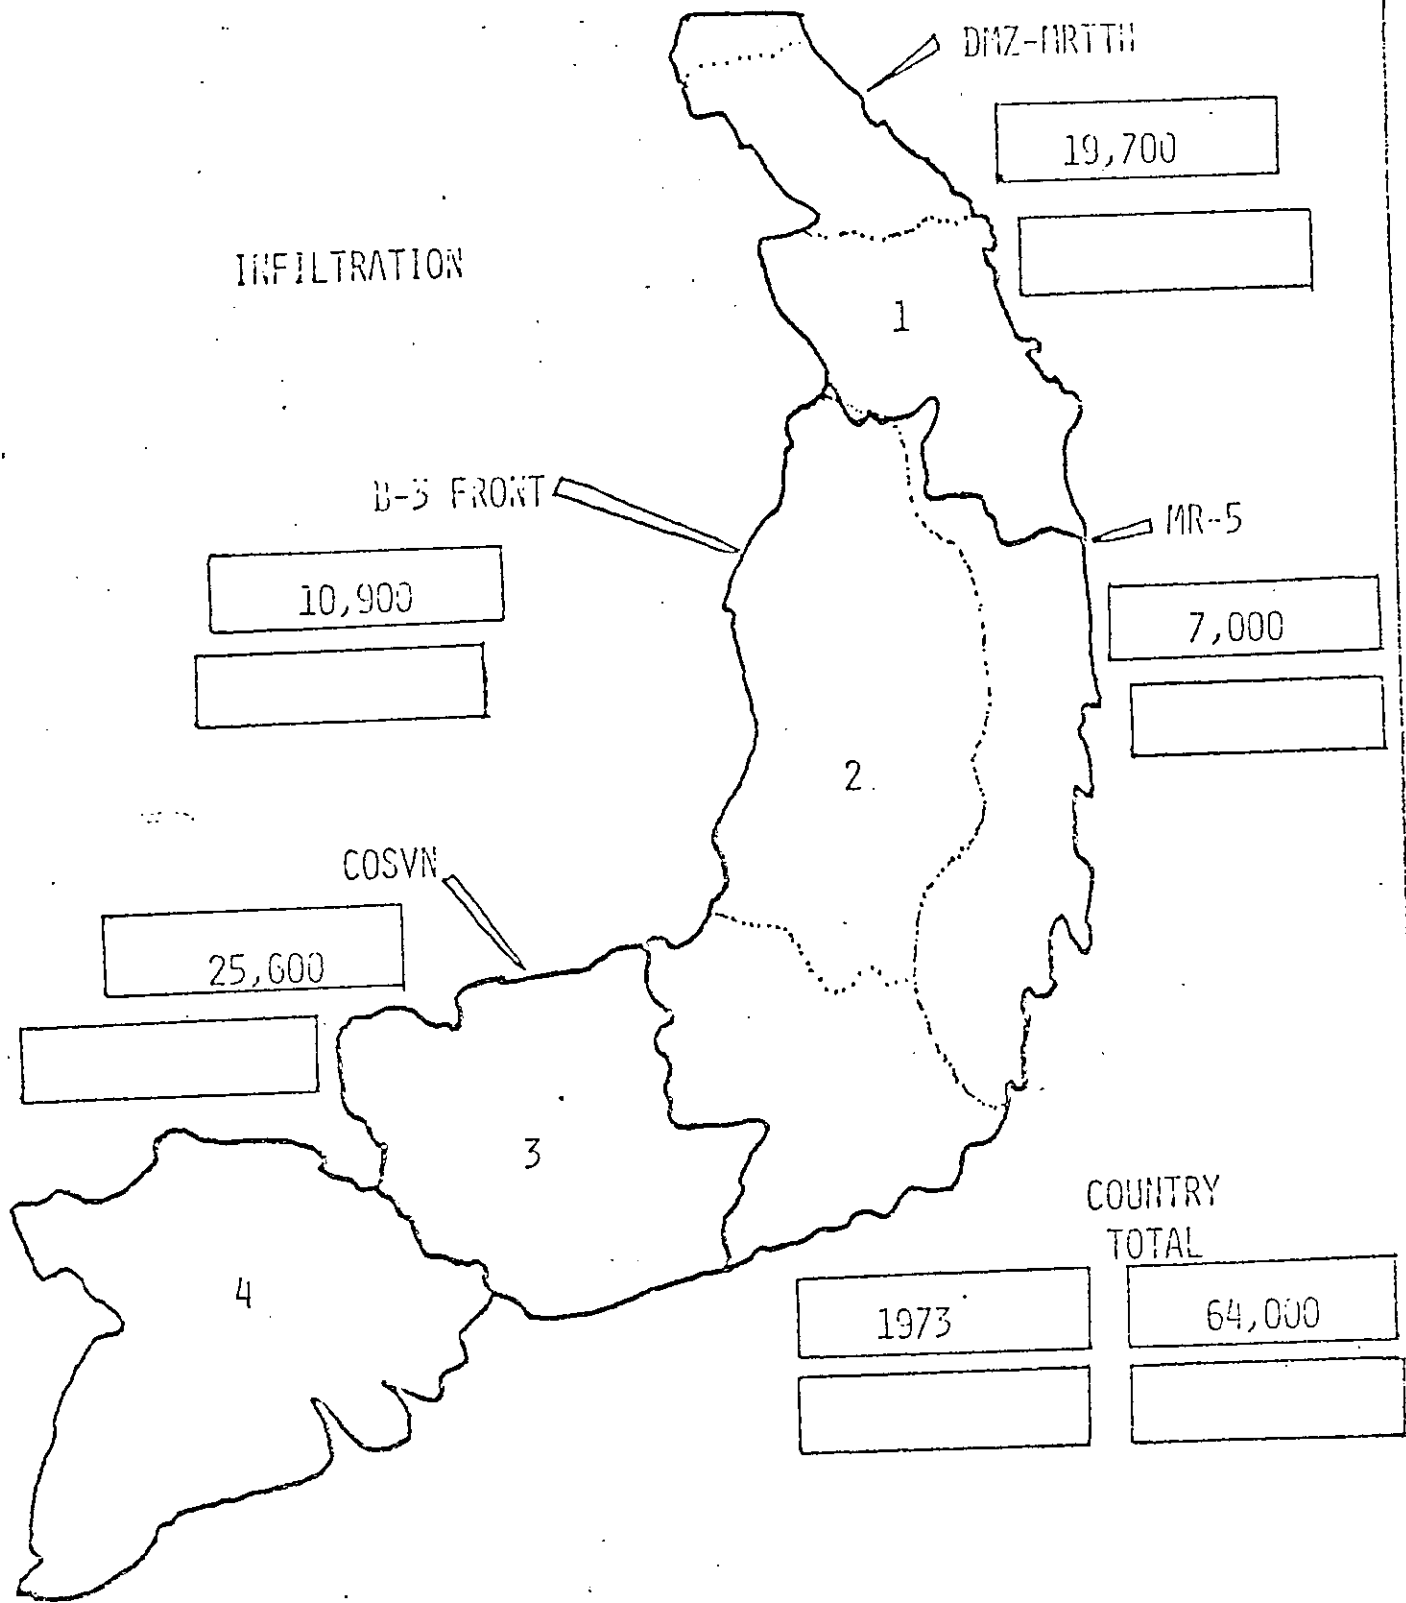 DMZ-MRTTH
19,700
INFILTRATION
1
B-3 FRONT
MR-5
10,900
7,000
2
COSVN
25,600
3
COUNTRY
TOTAL
4
1973
64,000